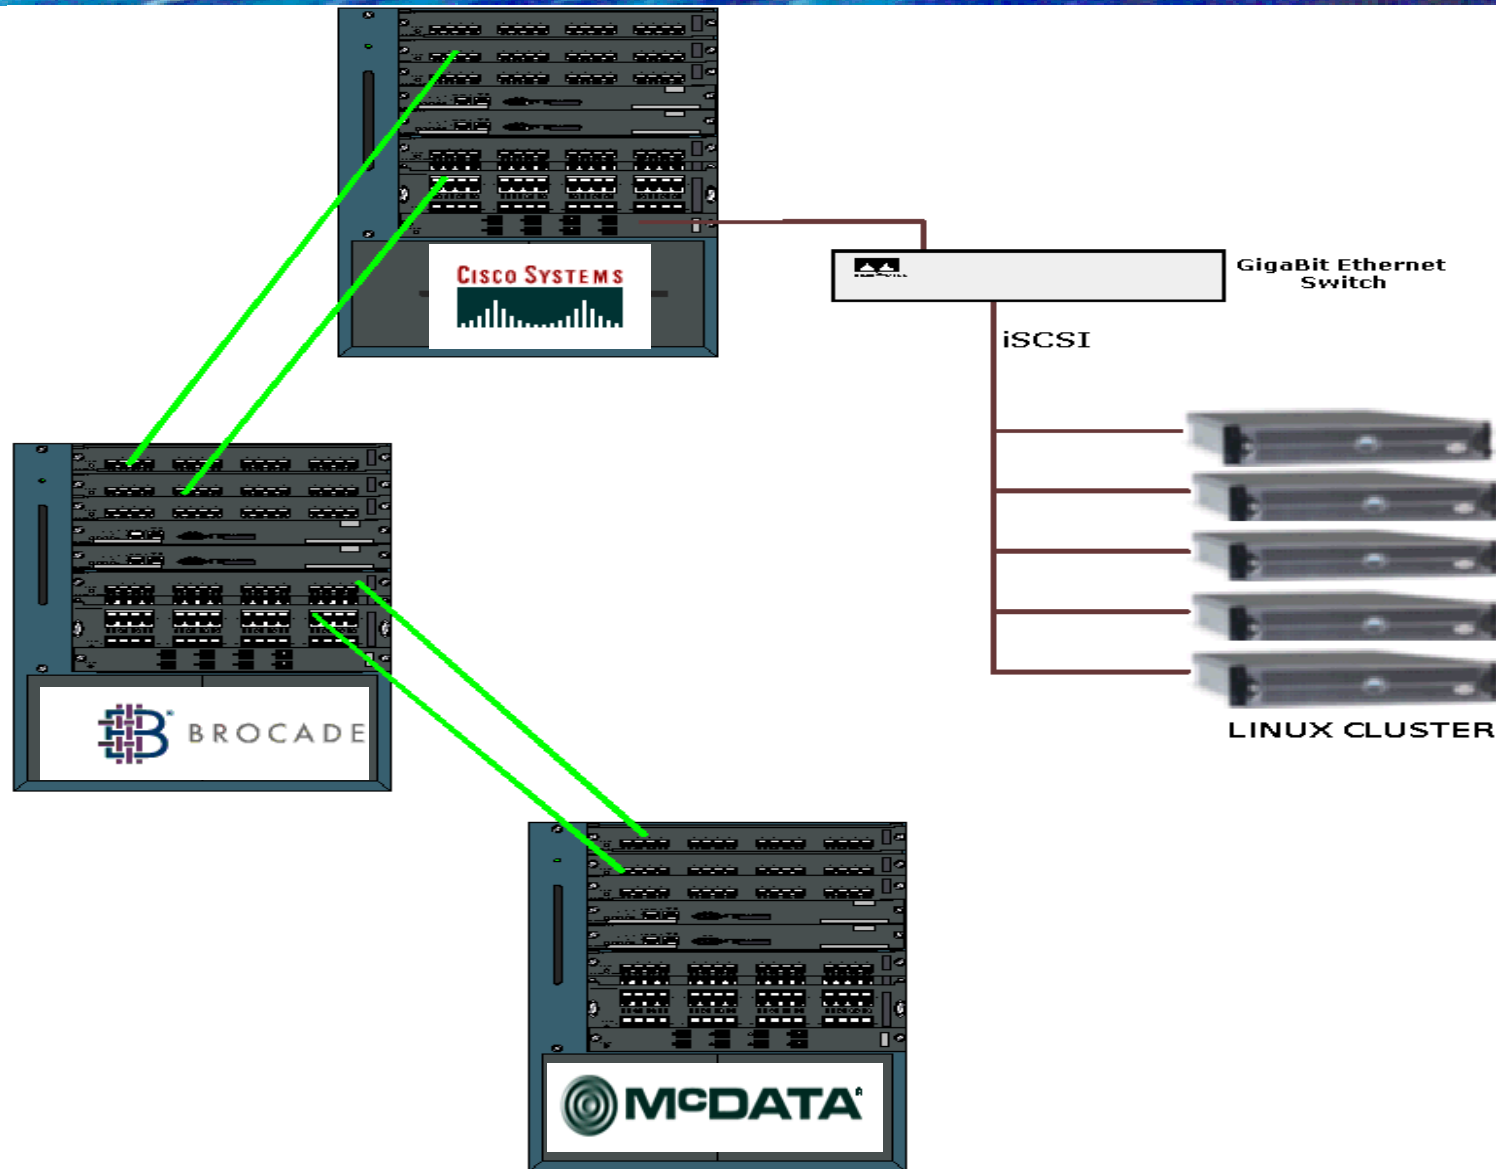 CISCO SYSTEMS
GigaBit Ethernet
Switch
iSCSI
BROCADE
LINUX CLUSTER
McDATA